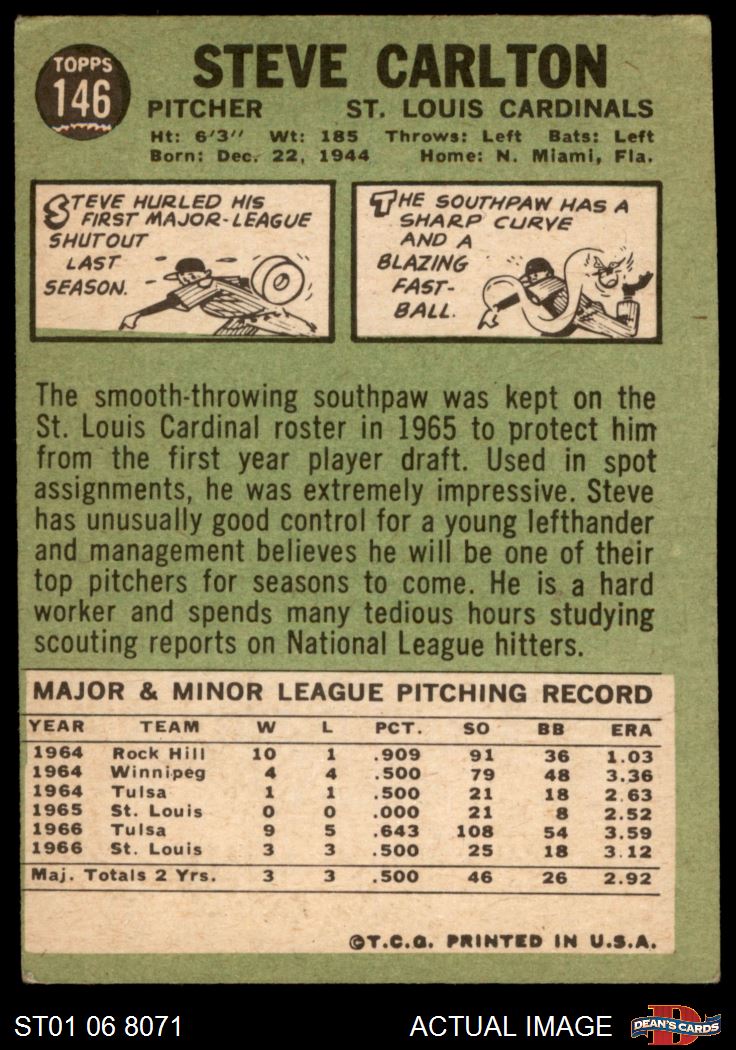 TOPPS
146
STEVE CARLTON
PITCHER ST. LOUIS CARDINALS
Ht: 6'3" Wt: 185 Throws: Left Bats: Left
Born: Dec. 22, 1944 Home: N. Miami, Fla.
STEVE HURLED HIS
FIRST MAJOR-LEAGUE
SHUTOUT
LAST
SEASON.
THE SOUTHPAW HAS A
SHARP CURVE
AND A
BLAZING
FAST-
BALL.
The smooth-throwing southpaw was kept on the
St. Louis Cardinal roster in 1965 to protect him
from the first year player draft. Used in spot
assignments, he was extremely impressive. Steve
has unusually good control for a young lefthander
and management believes he will be one of their
top pitchers for seasons to come. He is a hard
worker and spends many tedious hours studying
scouting reports on National League hitters.
MAJOR & MINOR LEAGUE PITCHING RECORD
YEAR TEAM W L PCT. SO BB ERA
1964 Rock Hill 10 1 .909 91 36 1.03
1964 Winnipeg 4 4 .500 79 48 3.36
1964 Tulsa 1 1 .500 21 18 2.63
1965 St. Louis 0 0 .000 21 8 2.52
1966 Tulsa 9 5 .643 108 54 3.59
1966 St. Louis 3 3 .500 25 18 3.12
Maj. Totals 2 Yrs. 3 3 .500 46 26 2.92
©T.C.G. PRINTED IN U.S.A.
ST01 06 8071 ACTUAL IMAGE D DEAN'S CARDS